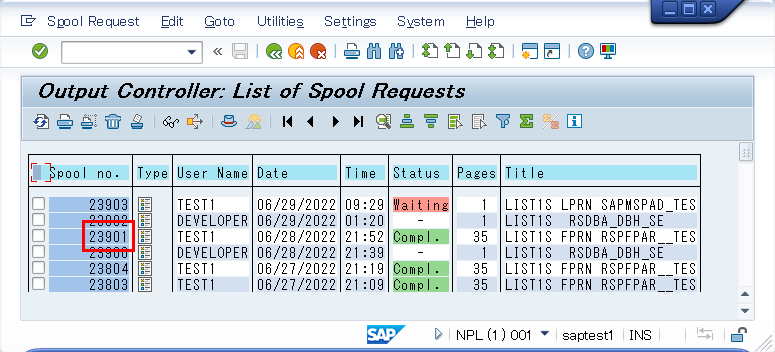 Spool Request Edit Goto Utilities Settings System Help
Output Controller: List of Spool Requests
Spool no. Type User Name Date Time Status Pages Title
23903 TEST1 06/29/2022 09:29 Waiting 1 LIST1S LPRN SAPMSPAD_TES
23902 DEVELOPER 06/29/2022 01:20 - 1 LIST1S RSDBA_DBH_SE
23901 TEST1 06/28/2022 21:52 Compl. 35 LIST1S FPRN RSPFPAR__TES
23900 DEVELOPER 06/28/2022 21:39 - 1 LIST1S RSDBA_DBH_SE
23804 TEST1 06/27/2022 21:19 Compl. 35 LIST1S FPRN RSPFPAR__TES
23803 TEST1 06/27/2022 21:09 Compl. 35 LIST1S FPRN RSPFPAR__TES
SAP NPL (1) 001 saptest1 INS